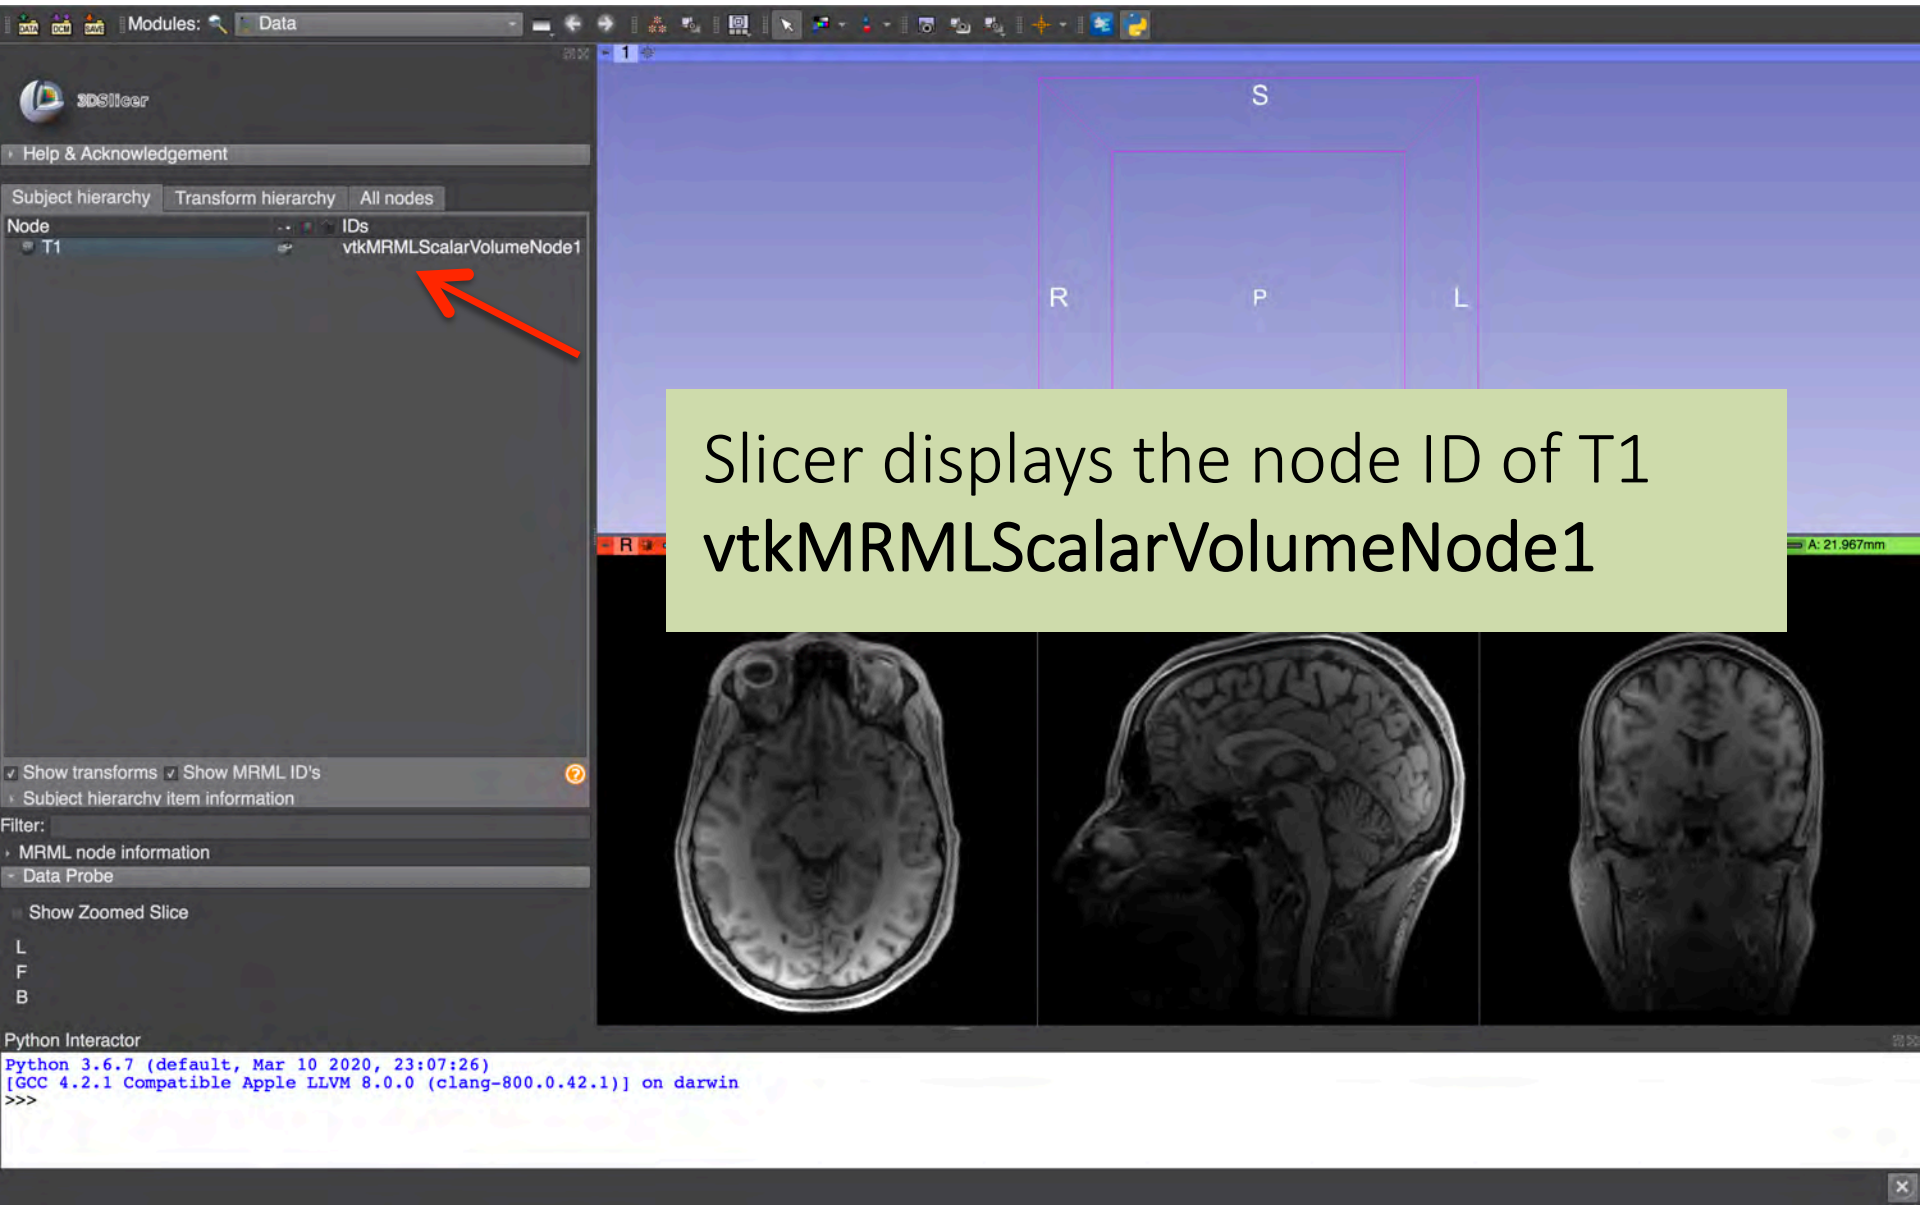 DATA DCM SAVE Modules: Data
1
3DSlicer
Help & Acknowledgement
Subject hierarchy Transform hierarchy All nodes
Node IDs
T1 vtkMRMLScalarVolumeNode1
S
R P L
Slicer displays the node ID of T1
vtkMRMLScalarVolumeNode1
R A: 21.967mm
Show transforms Show MRML ID's
Subject hierarchy item information
Filter:
MRML node information
Data Probe
Show Zoomed Slice
L
F
B
Python Interactor
Python 3.6.7 (default, Mar 10 2020, 23:07:26)
[GCC 4.2.1 Compatible Apple LLVM 8.0.0 (clang-800.0.42.1)] on darwin
>>>